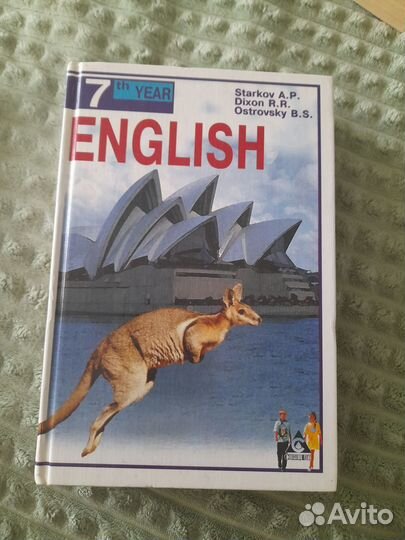 7th YEAR
Starkov A.P.
Dixon R.R.
Ostrovsky B.S.
ENGLISH
Avito